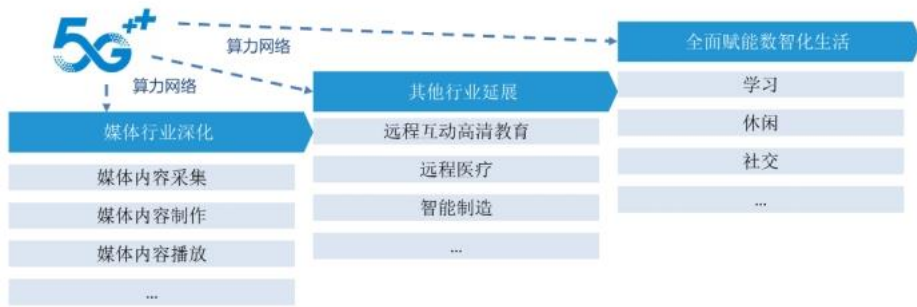 5G++
算力网络
算力网络
媒体行业深化
媒体内容采集
媒体内容制作
媒体内容播放
...
其他行业延展
远程互动高清教育
远程医疗
智能制造
...
全面赋能数智化生活
学习
休闲
社交
...